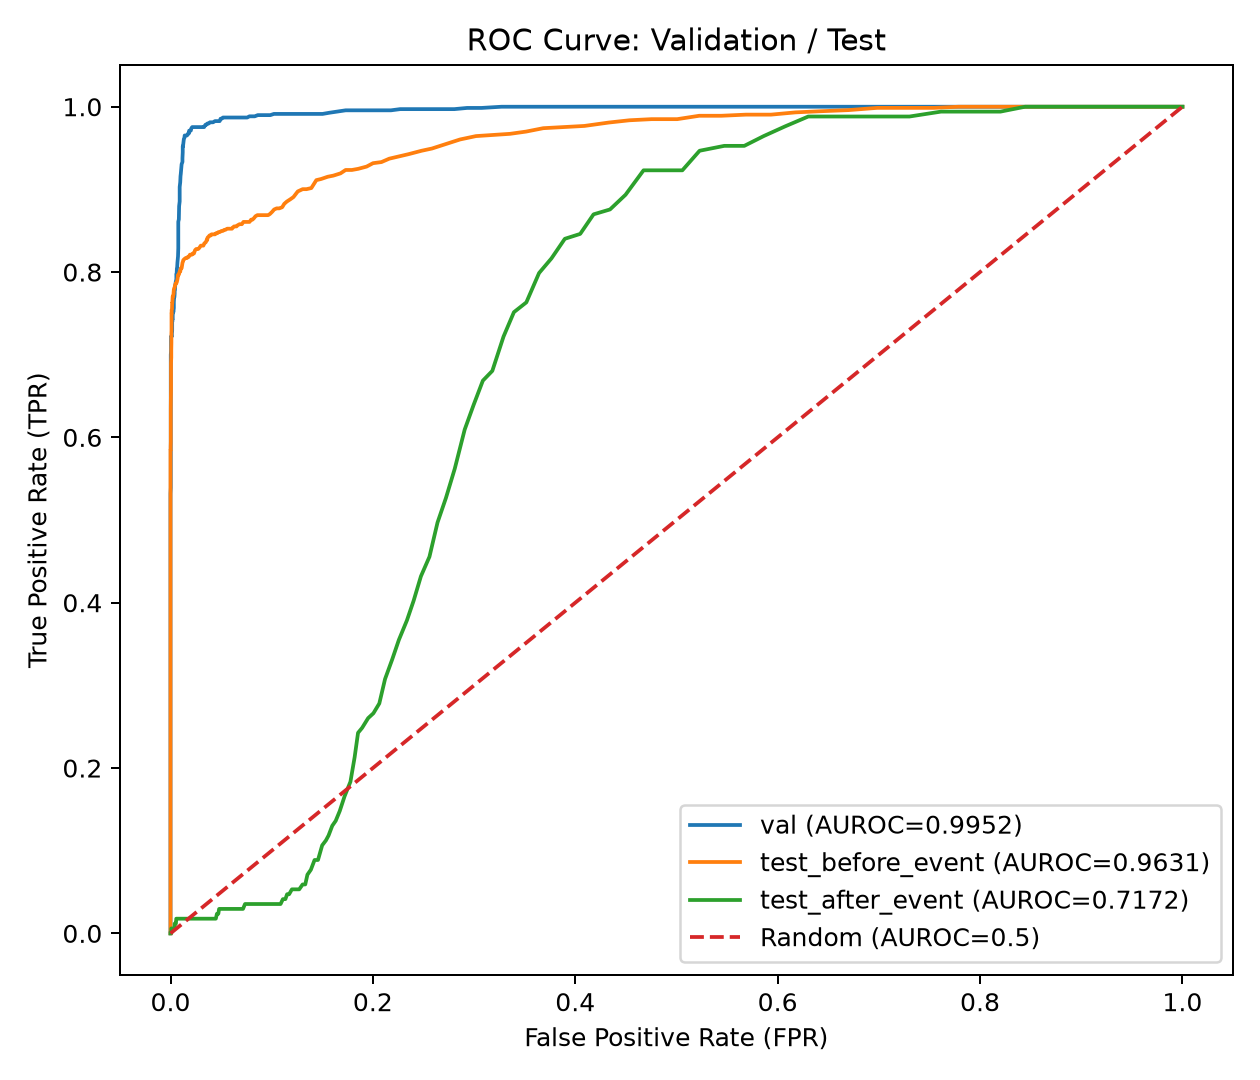 ROC Curve: Validation / Test
True Positive Rate (TPR)
1.0
0.8
0.6
0.4
0.2
0.0
val (AUROC=0.9952)
test_before_event (AUROC=0.9631)
test_after_event (AUROC=0.7172)
Random (AUROC=0.5)
0.0 0.2 0.4 0.6 0.8 1.0
False Positive Rate (FPR)